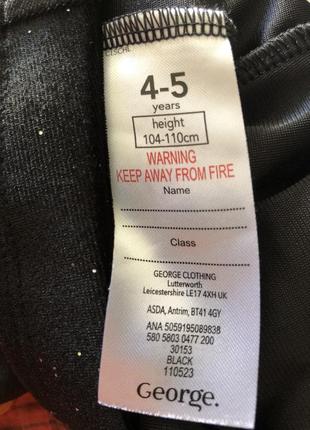 4-5
years
height
104-110cm
WARNING
KEEP AWAY FROM FIRE
Name
Class
GEORGE CLOTHING
Lutterworth
Leicestershire LE17 4XH UK
ASDA, Antrim, BT41 4GY
ANA 5059195089838
580 5803 0477 200
30153
BLACK
110523
George.